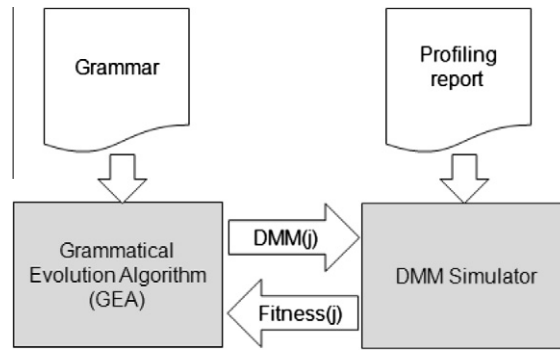 Grammar
Profiling
report
DMM(j)
Grammatical
Evolution Algorithm
(GEA)
DMM Simulator
Fitness(j)